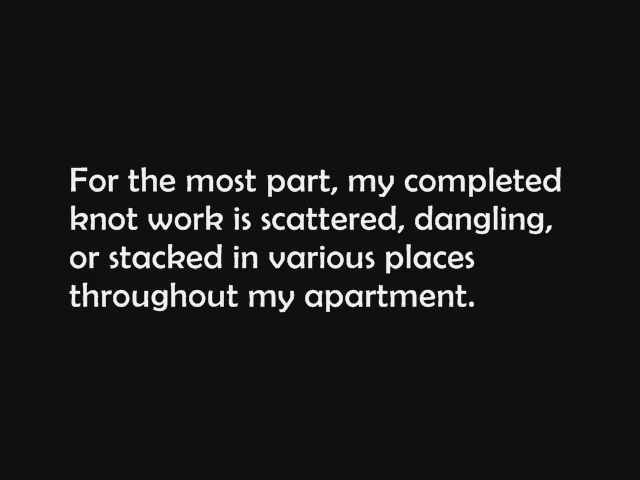 For the most part, my completed
knot work is scattered, dangling,
or stacked in various places
throughout my apartment.